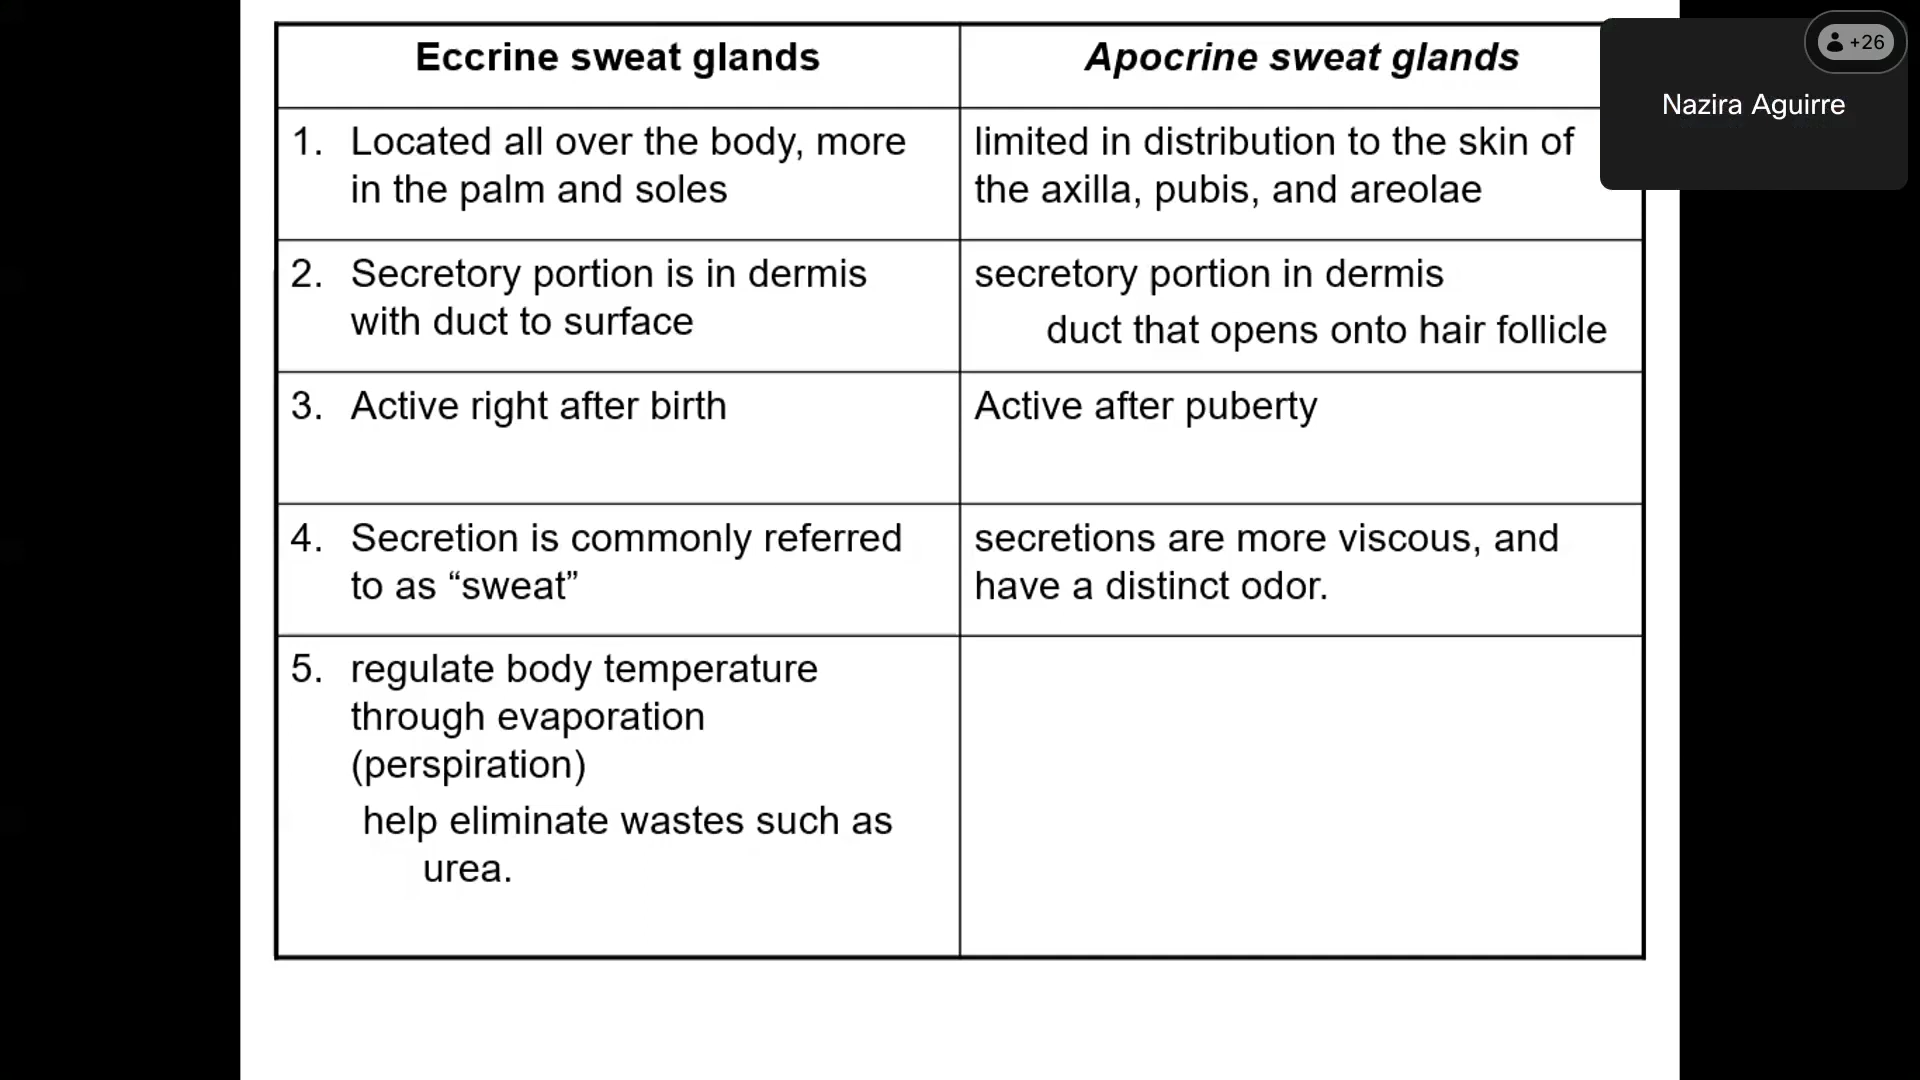 Eccrine sweat glands
Apocrine sweat glands
1. Located all over the body, more
in the palm and soles
limited in distribution to the skin of
the axilla, pubis, and areolae
2. Secretory portion is in dermis
with duct to surface
secretory portion in dermis
duct that opens onto hair follicle
3. Active right after birth
Active after puberty
4. Secretion is commonly referred
to as “sweat”
secretions are more viscous, and
have a distinct odor.
5. regulate body temperature
through evaporation
(perspiration)
help eliminate wastes such as
urea.
+26
Nazira Aguirre